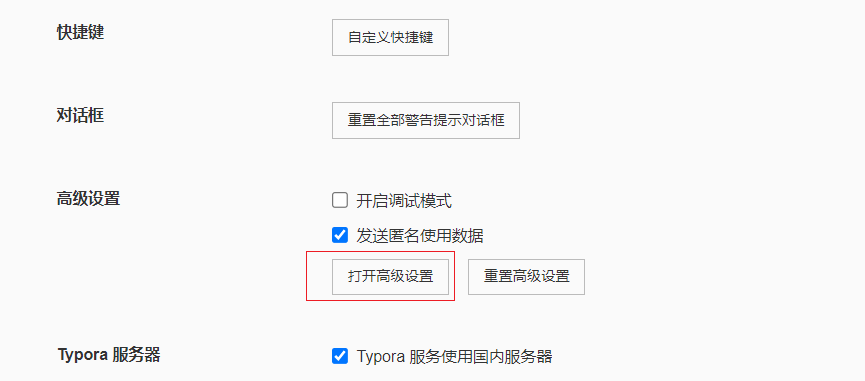 快捷键
自定义快捷键
对话框
重置全部警告提示对话框
高级设置
开启调试模式
发送匿名使用数据
打开高级设置
重置高级设置
Typora 服务器
Typora 服务使用国内服务器